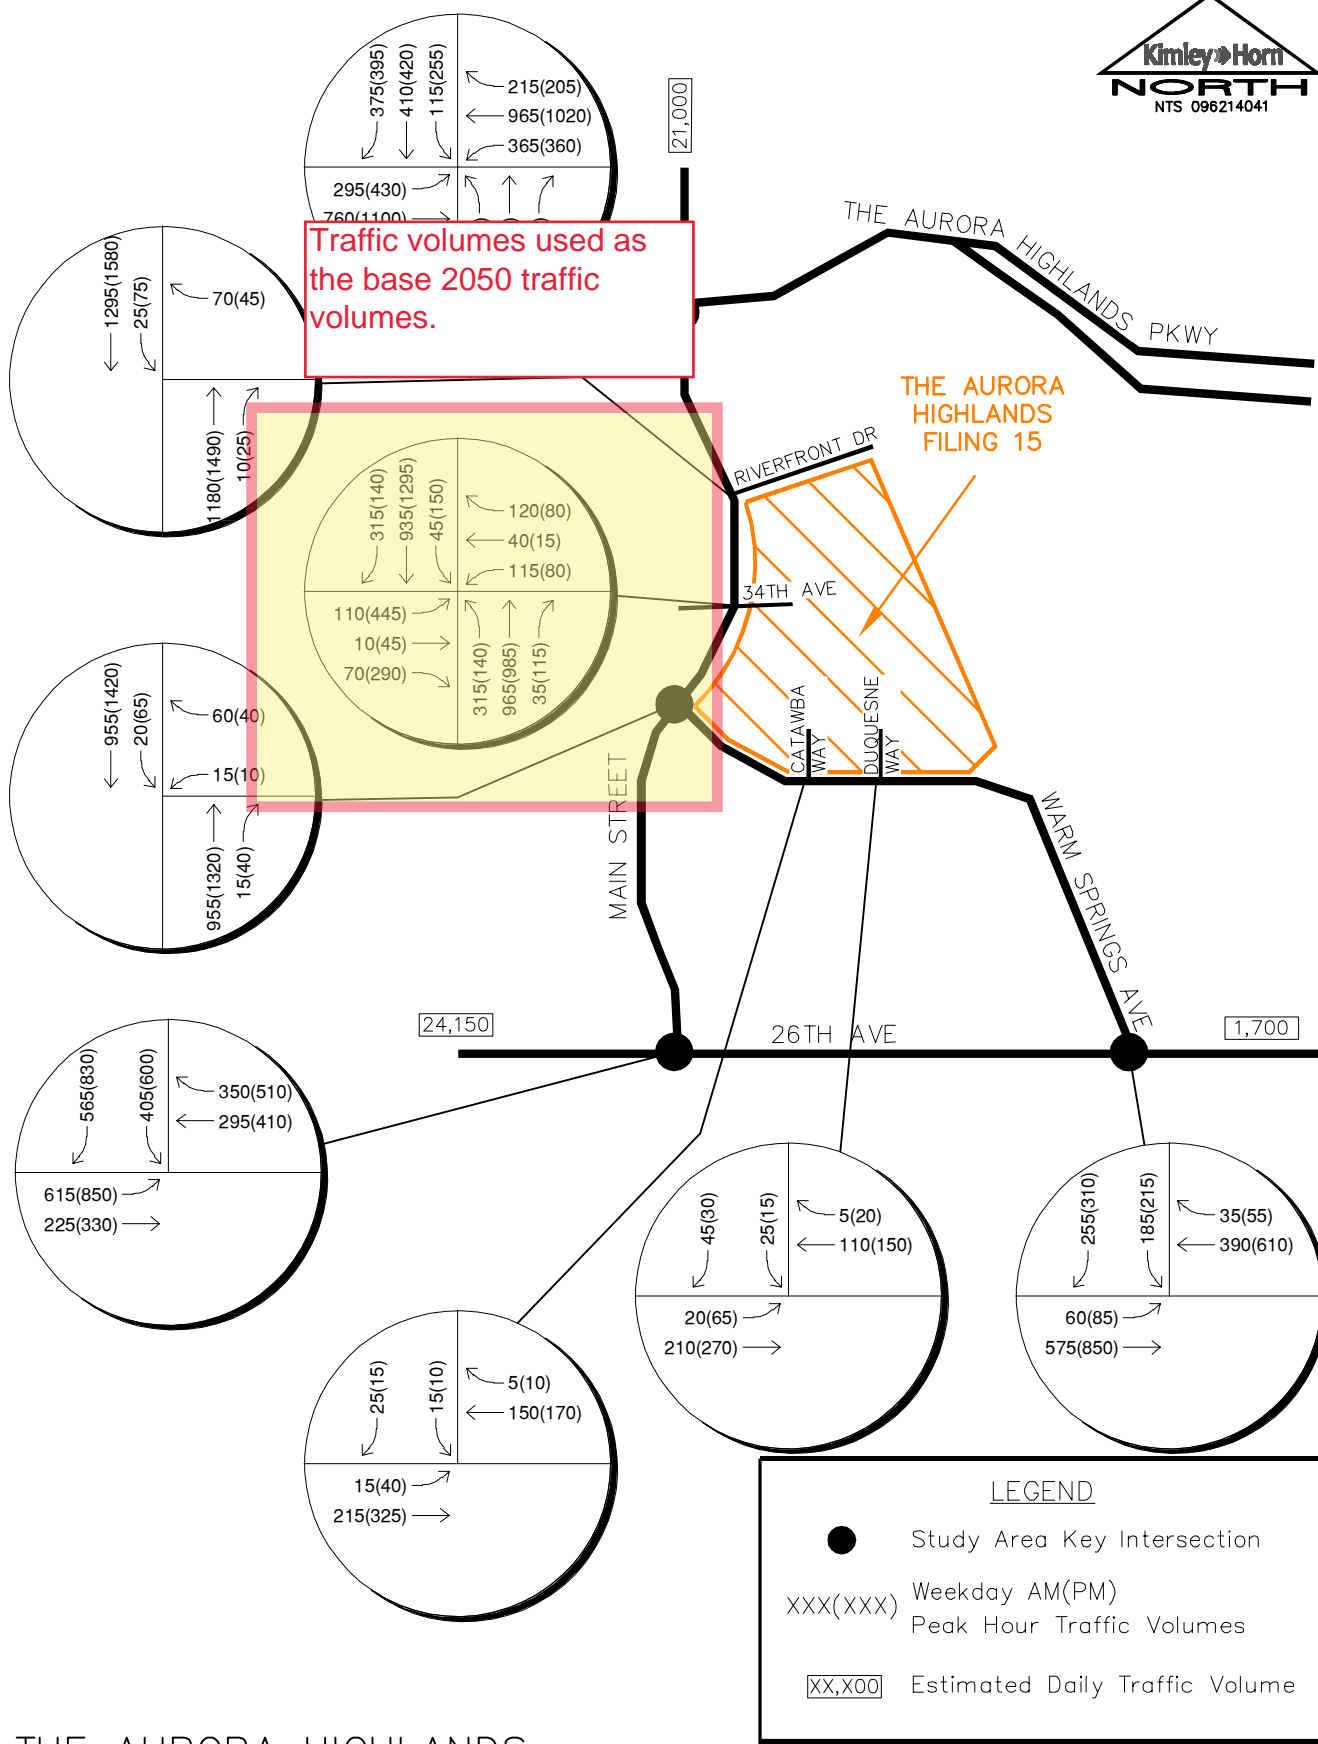 Kimley»Horn
NORTH
NTS 096214041
375(395)
410(420)
115(255)
215(205)
965(1020)
365(360)
295(430)
760(1100)
21,000
THE AURORA HIGHLANDS PKWY
Traffic volumes used as
the base 2050 traffic
volumes.
1295(1580)
25(75)
70(45)
1180(1490)
10(25)
THE AURORA
HIGHLANDS
FILING 15
RIVERFRONT DR
315(140)
935(1295)
45(150)
120(80)
40(15)
115(80)
110(445)
10(45)
70(290)
315(140)
965(985)
35(115)
34TH AVE
955(1420)
20(65)
60(40)
15(10)
955(1320)
15(40)
CATAWBA
WAY
DUQUESNE
WAY
MAIN STREET
WARM SPRINGS AVE
24,150
26TH AVE
1,700
565(830)
405(600)
350(510)
295(410)
615(850)
225(330)
45(30)
25(15)
5(20)
110(150)
20(65)
210(270)
255(310)
185(215)
35(55)
390(610)
60(85)
575(850)
25(15)
15(10)
5(10)
150(170)
15(40)
215(325)
LEGEND
Study Area Key Intersection
XXX(XXX) Weekday AM(PM)
Peak Hour Traffic Volumes
XX,X00 Estimated Daily Traffic Volume
THE AURORA HIGHLANDS